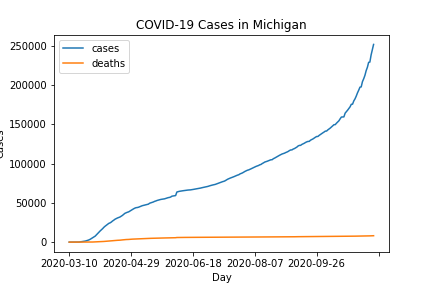 COVID-19 Cases in Michigan
cases
deaths
250000
200000
150000
100000
50000
0
cases
2020-03-10 2020-04-29 2020-06-18 2020-08-07 2020-09-26
Day